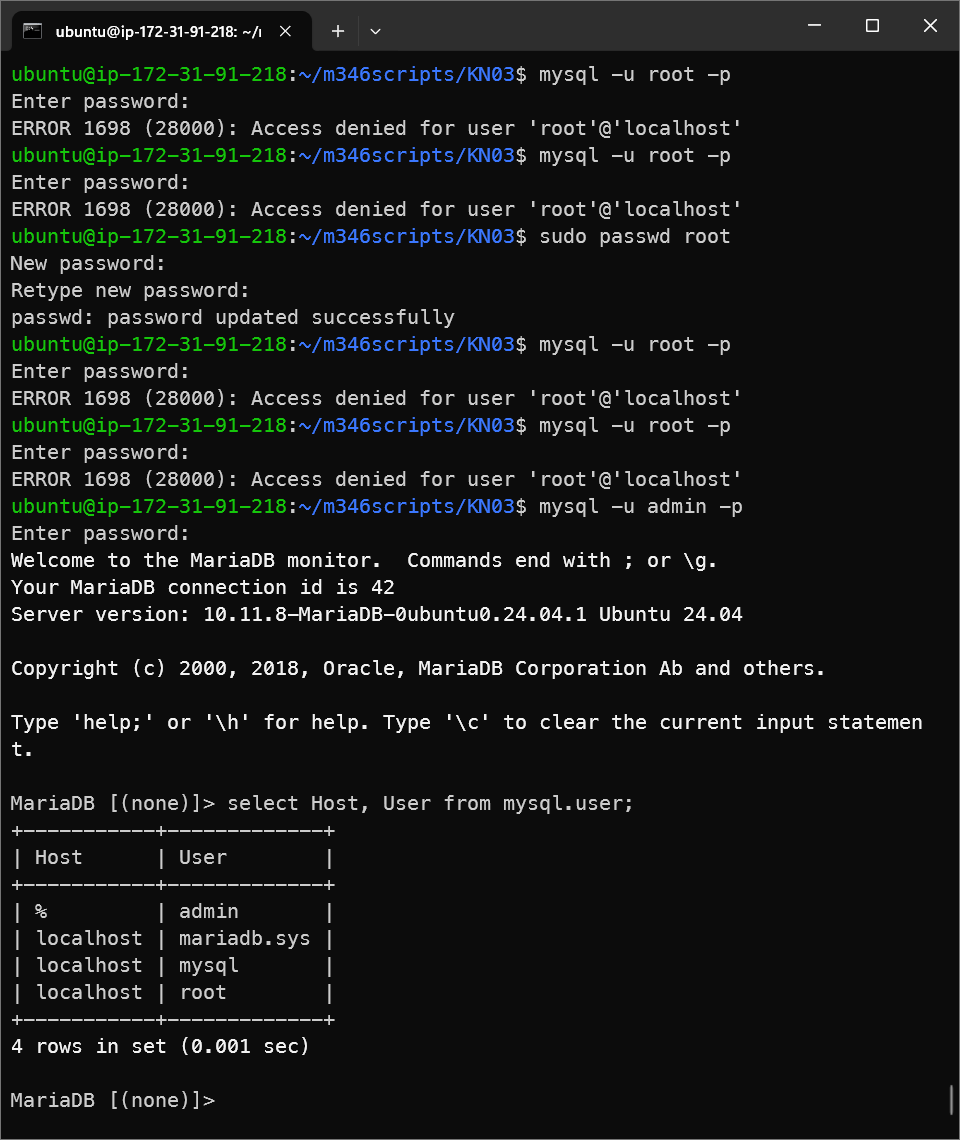 ubuntu@ip-172-31-91-218: ~/ı
ubuntu@ip-172-31-91-218:~/m346scripts/KN03$ mysql -u root -p
Enter password:
ERROR 1698 (28000): Access denied for user 'root'@'localhost'
ubuntu@ip-172-31-91-218:~/m346scripts/KN03$ mysql -u root -p
Enter password:
ERROR 1698 (28000): Access denied for user 'root'@'localhost'
ubuntu@ip-172-31-91-218:~/m346scripts/KN03$ sudo passwd root
New password:
Retype new password:
passwd: password updated successfully
ubuntu@ip-172-31-91-218:~/m346scripts/KN03$ mysql -u root -p
Enter password:
ERROR 1698 (28000): Access denied for user 'root'@'localhost'
ubuntu@ip-172-31-91-218:~/m346scripts/KN03$ mysql -u root -p
Enter password:
ERROR 1698 (28000): Access denied for user 'root'@'localhost'
ubuntu@ip-172-31-91-218:~/m346scripts/KN03$ mysql -u admin -p
Enter password:
Welcome to the MariaDB monitor.  Commands end with ; or \g.
Your MariaDB connection id is 42
Server version: 10.11.8-MariaDB-0ubuntu0.24.04.1 Ubuntu 24.04
Copyright (c) 2000, 2018, Oracle, MariaDB Corporation Ab and others.
Type 'help;' or '\h' for help. Type '\c' to clear the current input statemen
t.
MariaDB [(none)]> select Host, User from mysql.user;
+-----------+-------------+
| Host      | User        |
+-----------+-------------+
| %         | admin       |
| localhost | mariadb.sys |
| localhost | mysql       |
| localhost | root        |
+-----------+-------------+
4 rows in set (0.001 sec)
MariaDB [(none)]>